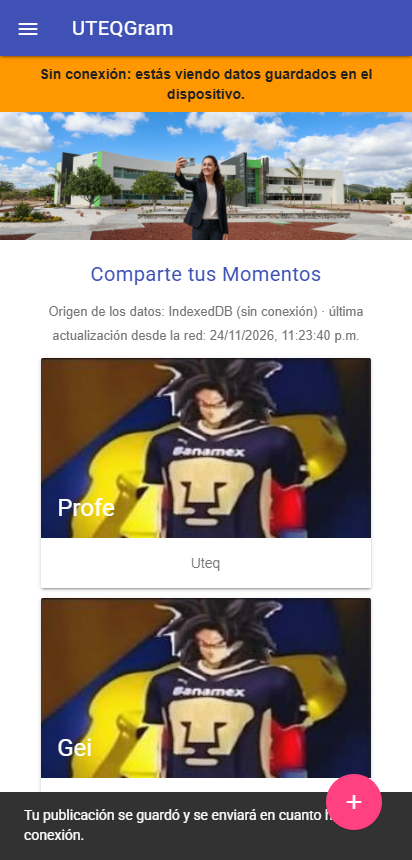 UTEQGram
Sin conexión: estás viendo datos guardados en el
dispositivo.
Comparte tus Momentos
Origen de los datos: IndexedDB (sin conexión) · última
actualización desde la red: 24/11/2026, 11:23:40 p.m.
Banamex
Profe
Uteq
Banamex
Gei
Tu publicación se guardó y se enviará en cuanto
conexión.
+